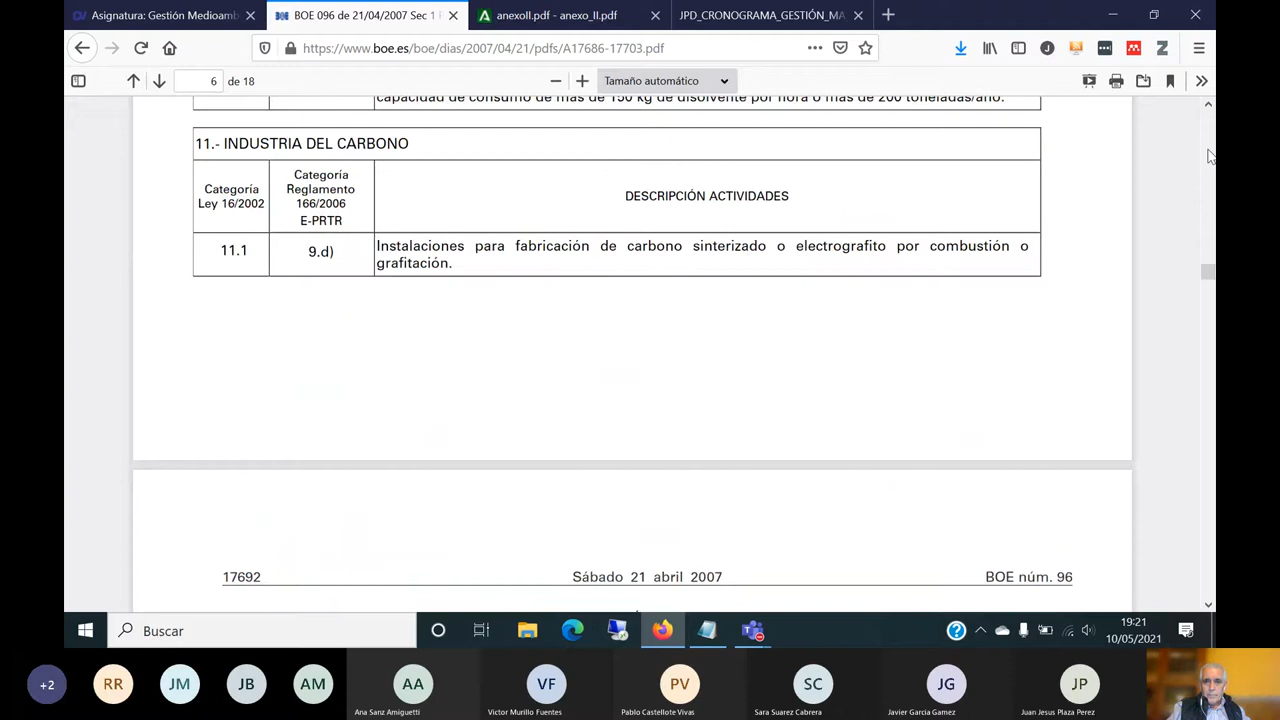 Asignatura: Gestión Medioamb
BOE 096 de 21/04/2007 Sec 1 F
anexoII.pdf - anexo_II.pdf
JPD_CRONOGRAMA_GESTIÓN_MA
https://www.boe.es/boe/dias/2007/04/21/pdfs/A17686-17703.pdf
6 de 18
Tamaño automático
capacidad de consumo de más de 150 kg de disolvente por hora o más de 200 toneladas/año.
11.- INDUSTRIA DEL CARBONO
Categoría
Ley 16/2002
Categoría
Reglamento
166/2006
E-PRTR
DESCRIPCIÓN ACTIVIDADES
11.1
9.d)
Instalaciones para fabricación de carbono sinterizado o electrografito por combustión o
grafitación.
17692
Sábado 21 abril 2007
BOE núm. 96
Buscar
19:21
10/05/2021
+2
RR
JM
JB
AM
AA
VF
PV
SC
JG
JP
Ana Sanz Amiguetti
Victor Murillo Fuentes
Pablo Castellote Vivas
Sara Suarez Cabrera
Javier Garcia Gamez
Juan Jesus Plaza Perez